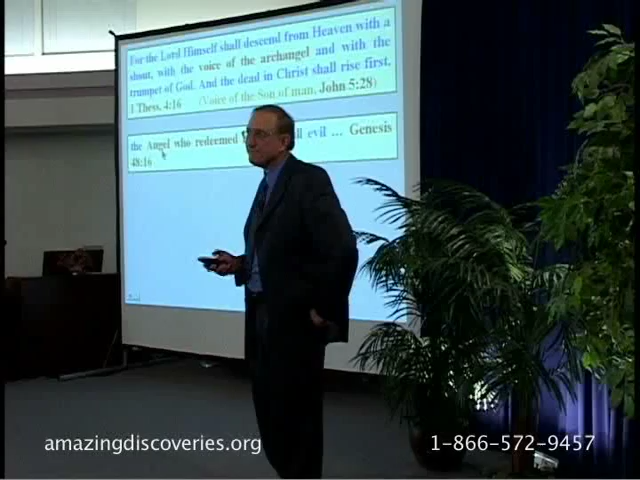 For the Lord Himself shall descend from Heaven with a
shout, with the voice of the archangel and with the
trumpet of God. And the dead in Christ shall rise first.
1 Thess. 4:16 (Voice of the Son of man, John 5:28)
the Angel who redeemed all evil ... Genesis
48:16
amazingdiscoveries.org 1-866-572-9457